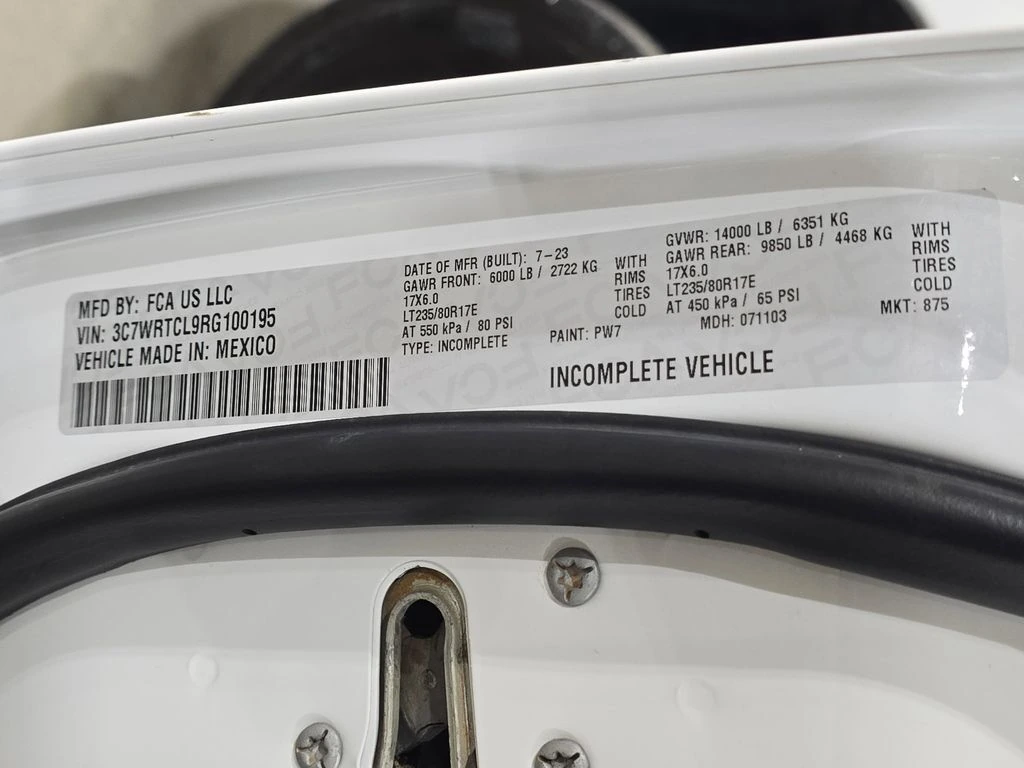 MFD BY: FCA US LLC
VIN: 3C7WRTCL9RG100195
VEHICLE MADE IN: MEXICO
DATE OF MFR (BUILT): 7-23
GAWR FRONT: 6000 LB / 2722 KG WITH
17X6.0 RIMS
LT235/80R17E TIRES
AT 550 kPa / 80 PSI COLD
TYPE: INCOMPLETE
PAINT: PW7
GVWR: 14000 LB / 6351 KG
GAWR REAR: 9850 LB / 4468 KG WITH
17X6.0 RIMS
LT235/80R17E TIRES
AT 450 kPa / 65 PSI COLD
MDH: 071103
MKT: 875
INCOMPLETE VEHICLE